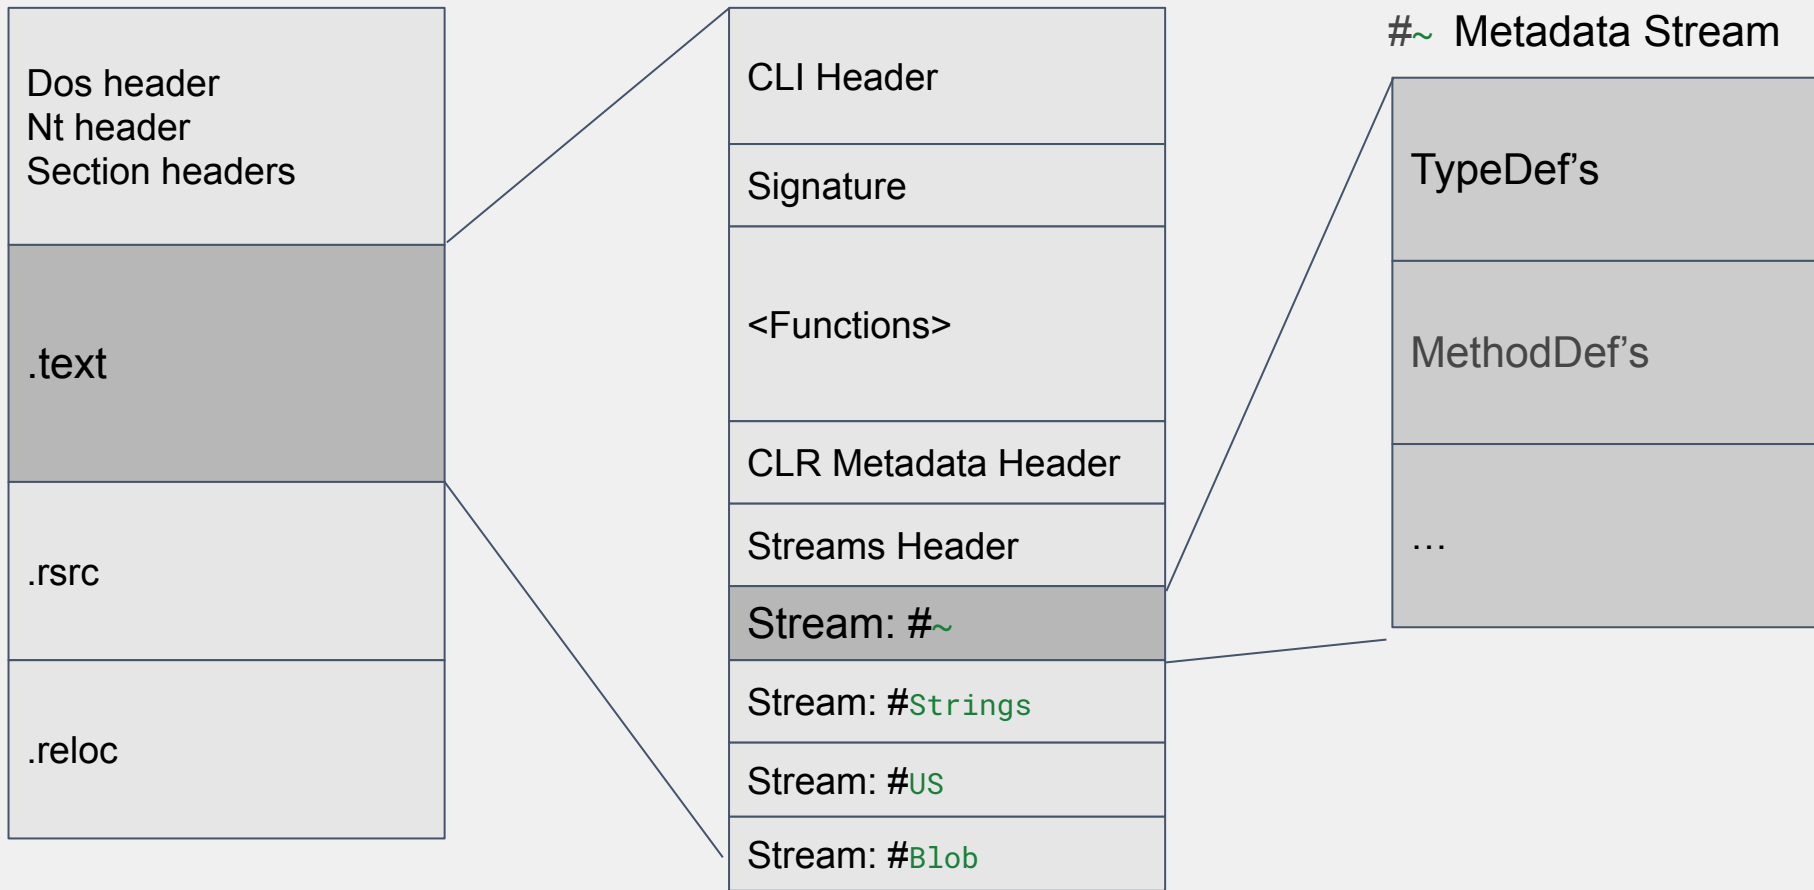 Dos header
Nt header
Section headers
.text
.rsrc
.reloc
CLI Header
Signature
<Functions>
CLR Metadata Header
Streams Header
Stream: #~
Stream: #Strings
Stream: #US
Stream: #Blob
#~ Metadata Stream
TypeDef’s
MethodDef’s
…